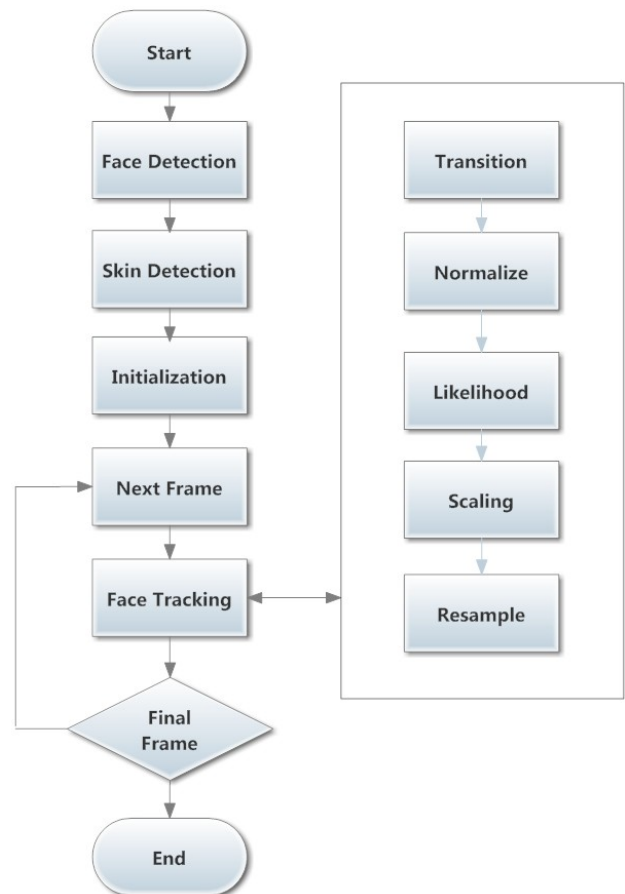 Start
Face Detection
Skin Detection
Initialization
Next Frame
Face Tracking
Final
Frame
End
Transition
Normalize
Likelihood
Scaling
Resample